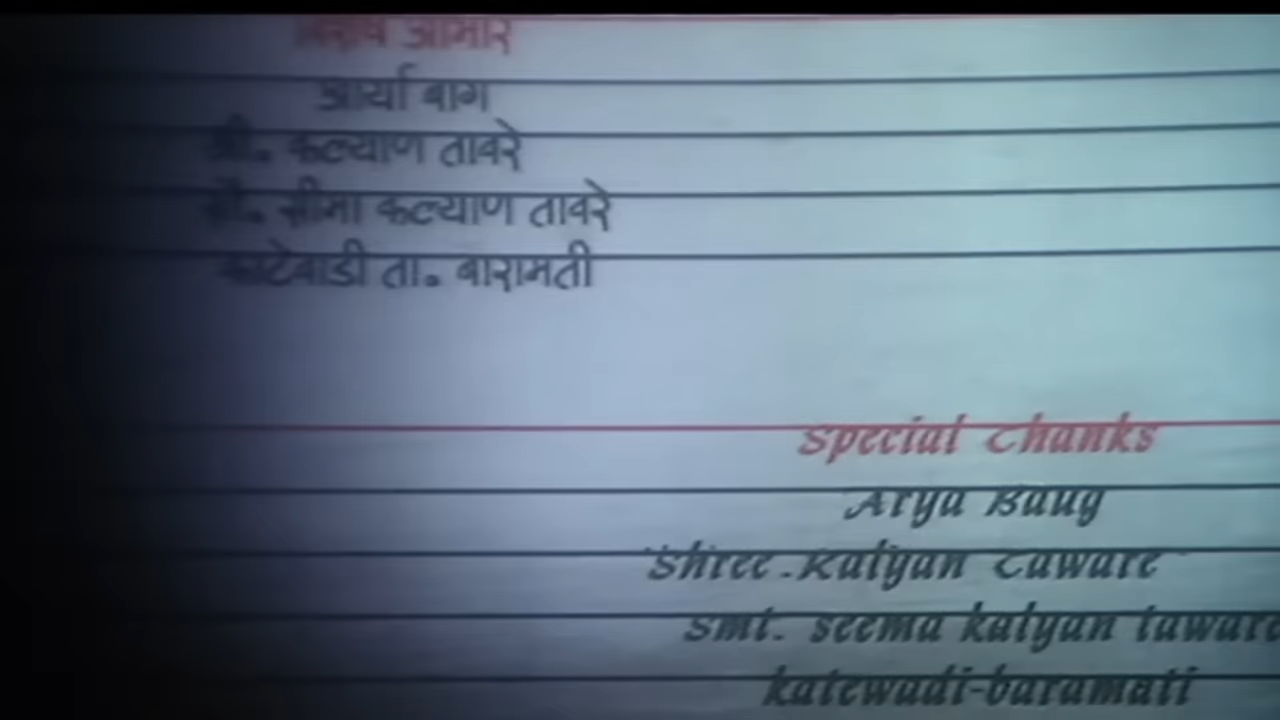 विशेष आभार
आर्या बाग
श्री. कल्याण तावरे
सौ. सीमा कल्याण तावरे
काटेवाडी ता. बारामती
Special Thanks
Arya Baug
Shree.Kalyan Taware
Smt. seema kalyan taware
katewadi-baramati